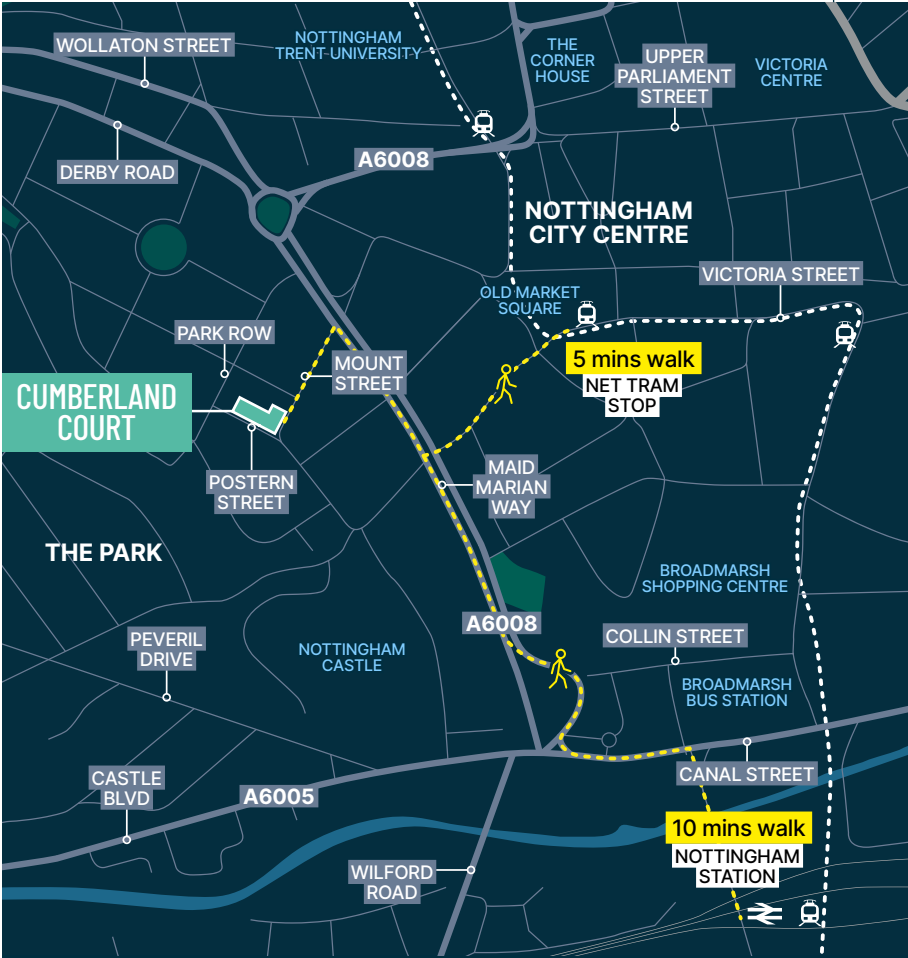 WOLLATON STREET
NOTTINGHAM
TRENT UNIVERSITY
THE
CORNER
HOUSE
UPPER
PARLIAMENT
STREET
VICTORIA
CENTRE
DERBY ROAD
A6008
NOTTINGHAM
CITY CENTRE
VICTORIA STREET
OLD MARKET
SQUARE
PARK ROW
MOUNT
STREET
5 mins walk
NET TRAM
STOP
CUMBERLAND
COURT
POSTERN
STREET
MAID
MARIAN
WAY
THE PARK
BROADMARSH
SHOPPING CENTRE
A6008
COLLIN STREET
PEVERIL
DRIVE
NOTTINGHAM
CASTLE
BROADMARSH
BUS STATION
CANAL STREET
CASTLE
BLVD
A6005
10 mins walk
NOTTINGHAM
STATION
WILFORD
ROAD